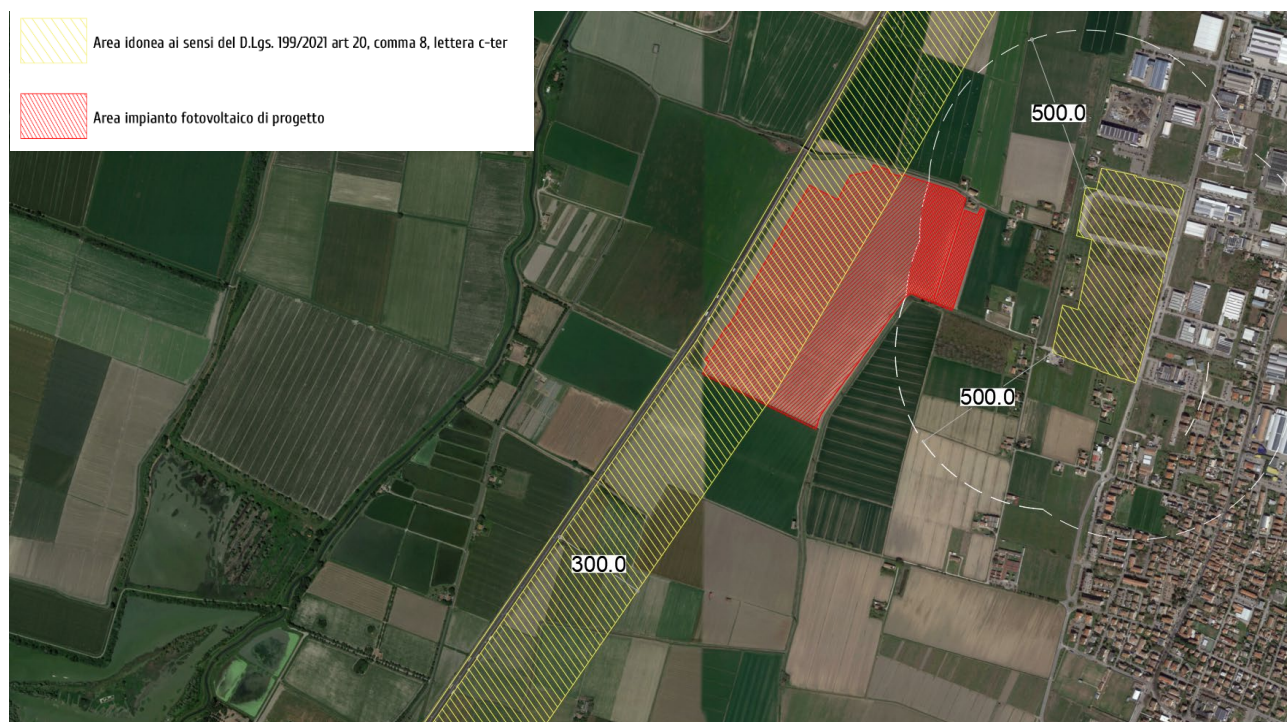 Area idonea ai sensi del D.Lgs. 199/2021 art 20, comma 8, lettera c-ter
Area impianto fotovoltaico di progetto
500.0
500.0
300.0